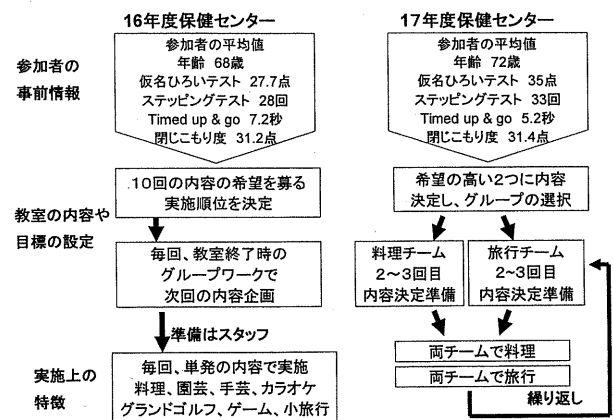 16年度保健センター
参加者の平均値
年齢 68歳
仮名ひろいテスト 27.7点
ステッピングテスト 28回
Timed up & go 7.2秒
閉じこもり度 31.2点
17年度保健センター
参加者の平均値
年齢 72歳
仮名ひろいテスト 35点
ステッピングテスト 33回
Timed up & go 5.2秒
閉じこもり度 31.4点
参加者の
事前情報
教室の内容や
目標の設定
10回の内容の希望を募る
実施順位を決定
毎回、教室終了時の
グループワークで
次回の内容企画
準備はスタッフ
希望の高い2つに内容
決定し、グループの選択
料理チーム
2~3回目
内容決定準備
旅行チーム
2~3回目
内容決定準備
実施上の
特徴
毎回、単発の内容で実施
料理、園芸、手芸、カラオケ
グランドゴルフ、ゲーム、小旅行
両チームで料理
両チームで旅行
繰り返し